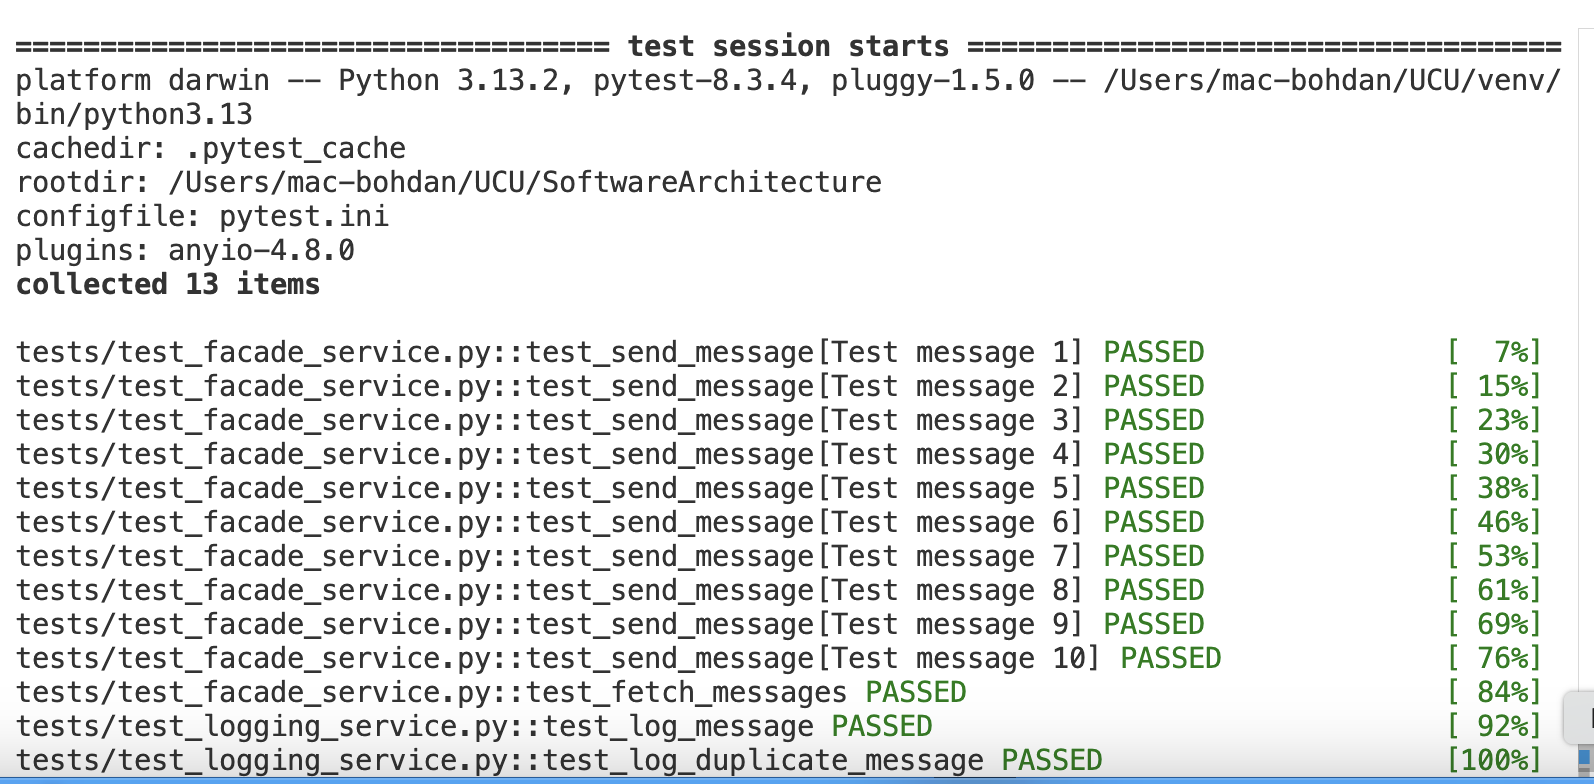 =================================== test session starts ===================================
platform darwin -- Python 3.13.2, pytest-8.3.4, pluggy-1.5.0 -- /Users/mac-bohdan/UCU/venv/
bin/python3.13
cachedir: .pytest_cache
rootdir: /Users/mac-bohdan/UCU/SoftwareArchitecture
configfile: pytest.ini
plugins: anyio-4.8.0
collected 13 items
tests/test_facade_service.py::test_send_message[Test message 1] PASSED [  7%]
tests/test_facade_service.py::test_send_message[Test message 2] PASSED [ 15%]
tests/test_facade_service.py::test_send_message[Test message 3] PASSED [ 23%]
tests/test_facade_service.py::test_send_message[Test message 4] PASSED [ 30%]
tests/test_facade_service.py::test_send_message[Test message 5] PASSED [ 38%]
tests/test_facade_service.py::test_send_message[Test message 6] PASSED [ 46%]
tests/test_facade_service.py::test_send_message[Test message 7] PASSED [ 53%]
tests/test_facade_service.py::test_send_message[Test message 8] PASSED [ 61%]
tests/test_facade_service.py::test_send_message[Test message 9] PASSED [ 69%]
tests/test_facade_service.py::test_send_message[Test message 10] PASSED [ 76%]
tests/test_facade_service.py::test_fetch_messages PASSED [ 84%]
tests/test_logging_service.py::test_log_message PASSED [ 92%]
tests/test_logging_service.py::test_log_duplicate_message PASSED [100%]